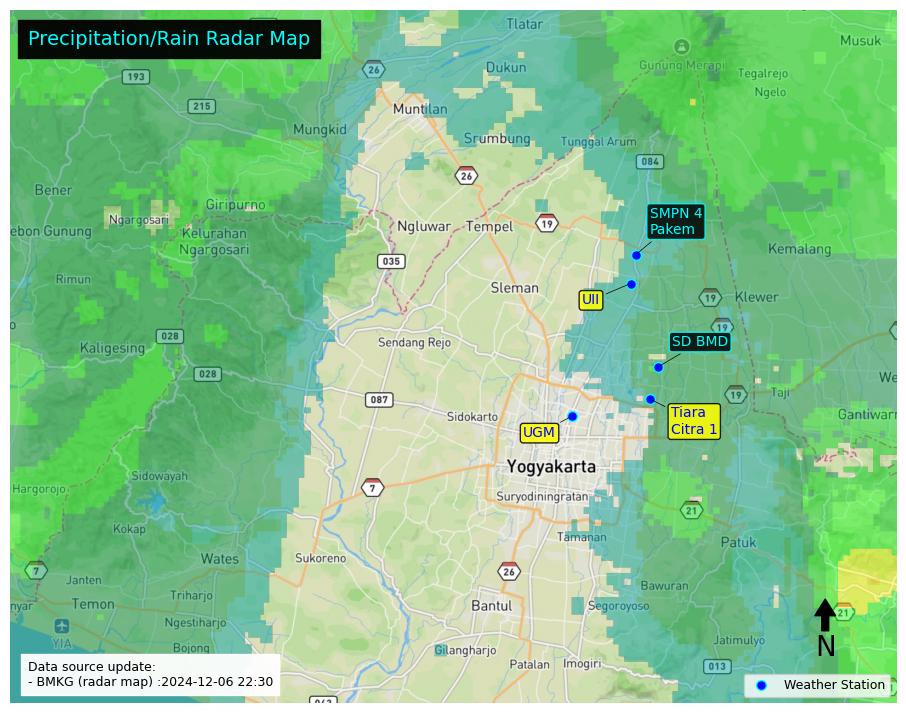 Precipitation/Rain Radar Map
Tlatar
Musuk
26
Gunung Merapi
Dukun
193
Tegalrejo
Ngelo
215
Muntilan
Mungkid
Srumbung
Tunggal Arum
084
26
Bener
Giripurno
Ngargosari
SMPN 4
Pakem
ebon Gunung
Kelurahan
Ngargosari
Ngluwar
Tempel
19
Kemalang
035
Rimun
Sleman
UII
19
Klewer
19
028
Sendang Rejo
SD BMD
Kaligesing
028
We
087
19
Taji
Sidokarto
UGM
Tiara
Citra 1
Gantiwarn
Yogyakarta
Sidowayah
7
Suryodiningratan
Hargorojo
21
Kokap
Tamanan
Patuk
Sukoreno
Wates
7
26
Janten
Bawuran
Triharjo
nyar
Temon
Bantul
Segoroyoso
21
Ngestiharjo
YIA
Bojong
Gilangharjo
Jatimulyo
N
Patalan
Imogiri
013
Data source update:
- BMKG (radar map) :2024-12-06 22:30
Weather Station